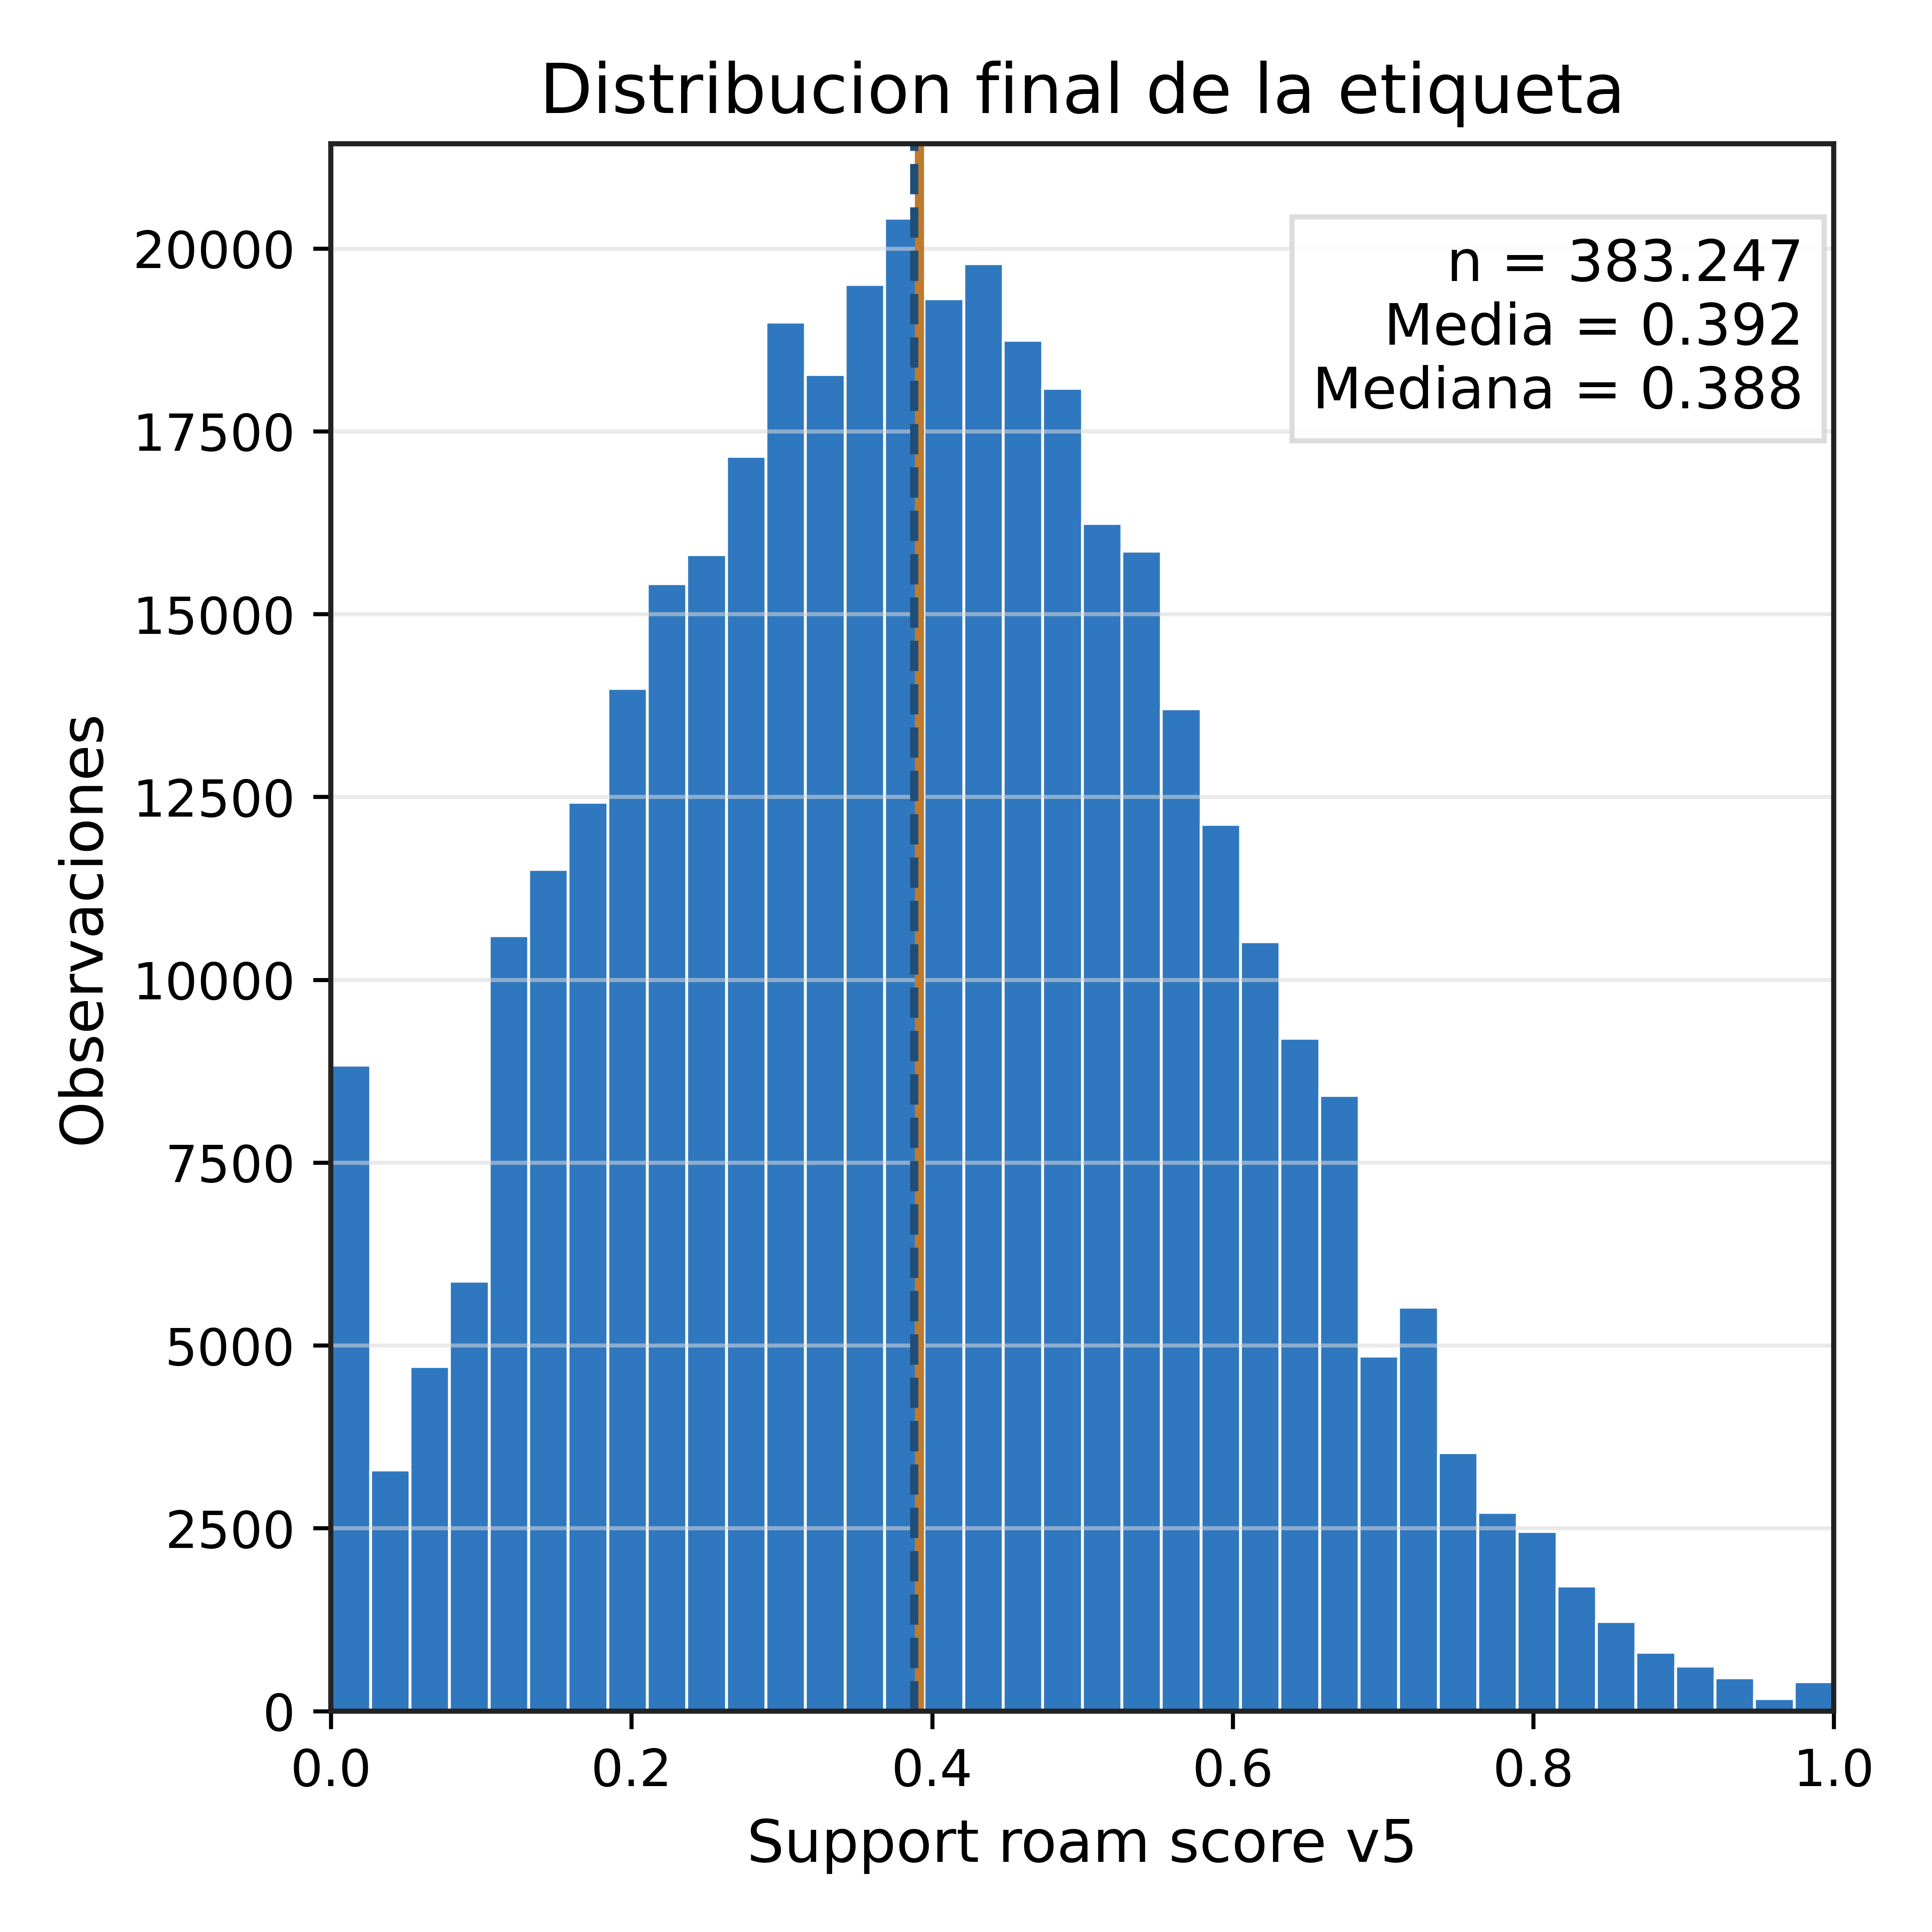 Distribucion final de la etiqueta
n = 383.247
Media = 0.392
Mediana = 0.388
Observaciones
20000
17500
15000
12500
10000
7500
5000
2500
0
0.0 0.2 0.4 0.6 0.8 1.0
Support roam score v5